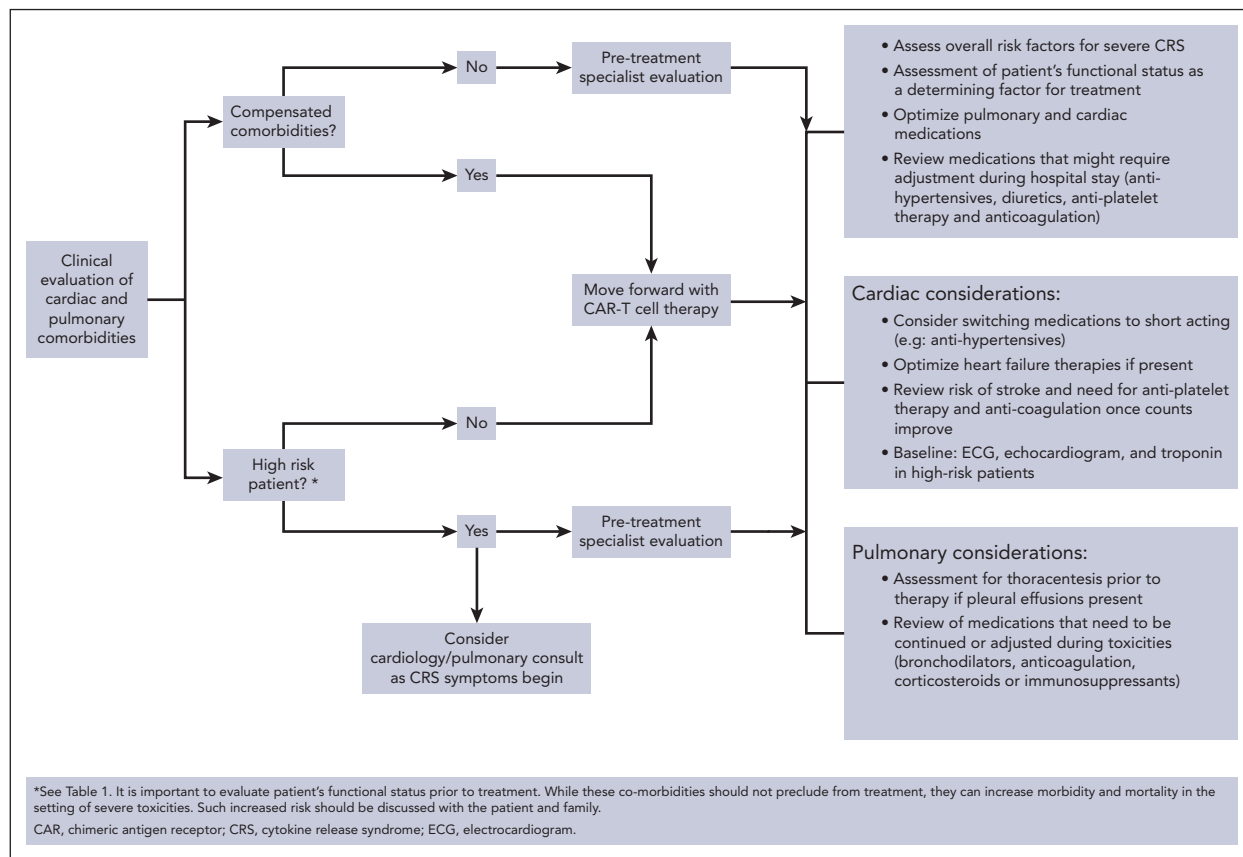 Clinical
evaluation of
cardiac and
pulmonary
comorbidities
Compensated
comorbidities?
No
Pre-treatment
specialist evaluation
Yes
Move forward with
CAR-T cell therapy
High risk
patient? *
No
Yes
Pre-treatment
specialist evaluation
Consider
cardiology/pulmonary consult
as CRS symptoms begin
• Assess overall risk factors for severe CRS
• Assessment of patient's functional status as
a determining factor for treatment
• Optimize pulmonary and cardiac
medications
• Review medications that might require
adjustment during hospital stay (anti-
hypertensives, diuretics, anti-platelet
therapy and anticoagulation)
Cardiac considerations:
• Consider switching medications to short acting
(e.g: anti-hypertensives)
• Optimize heart failure therapies if present
• Review risk of stroke and need for anti-platelet
therapy and anti-coagulation once counts
improve
• Baseline: ECG, echocardiogram, and troponin
in high-risk patients
Pulmonary considerations:
• Assessment for thoracentesis prior to
therapy if pleural effusions present
• Review of medications that need to be
continued or adjusted during toxicities
(bronchodilators, anticoagulation,
corticosteroids or immunosuppressants)
*See Table 1. It is important to evaluate patient's functional status prior to treatment. While these co-morbidities should not preclude from treatment, they can increase morbidity and mortality in the
setting of severe toxicities. Such increased risk should be discussed with the patient and family.
CAR, chimeric antigen receptor; CRS, cytokine release syndrome; ECG, electrocardiogram.